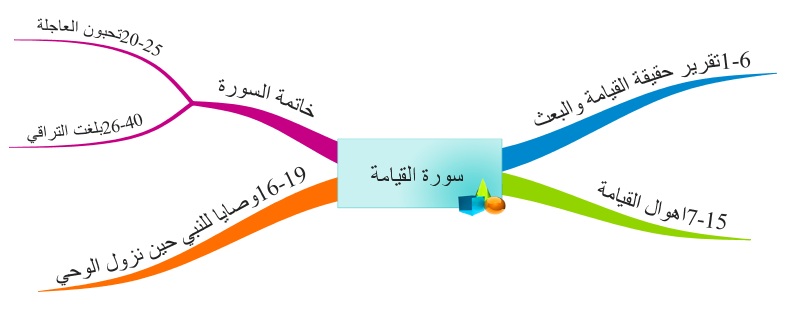 سورة القيامة
1-6تقرير حقيقة القيامة والبعث
7-15اهوال القيامة
16-19وصايا للنبي حين نزول الوحي
خاتمة السورة
20-25تحبون العاجلة
26-40بلغت التراقي